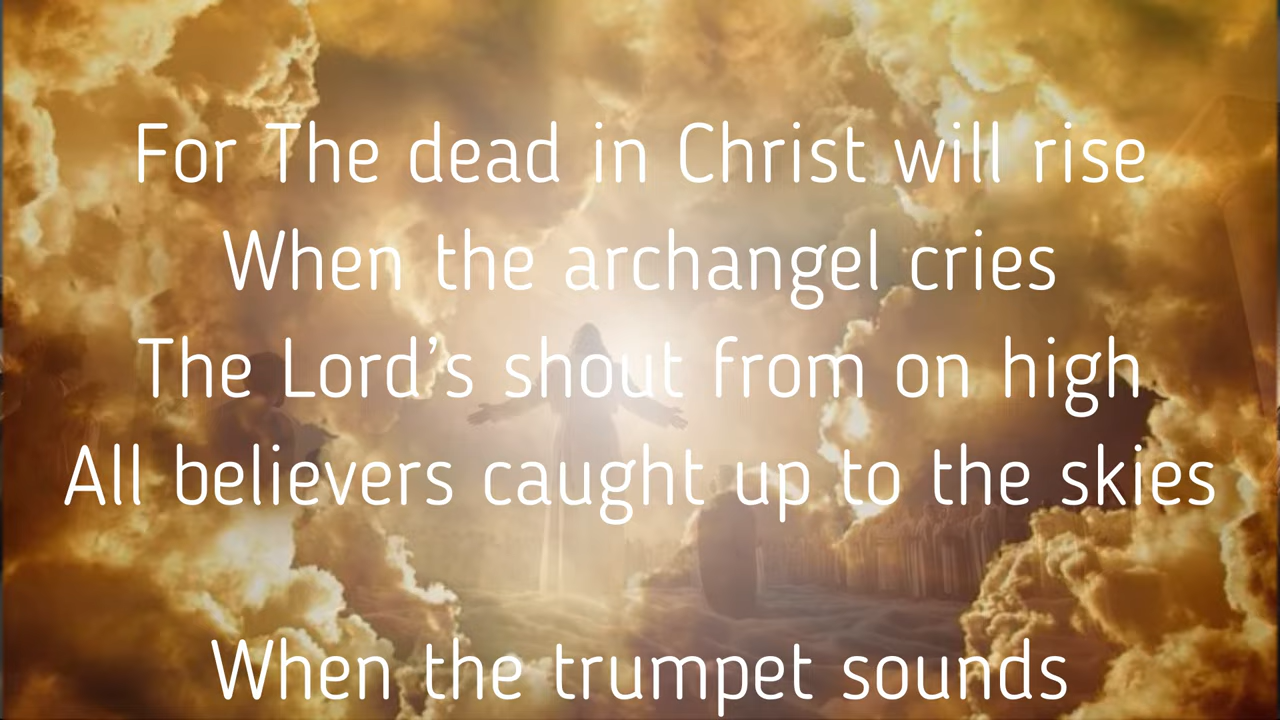 For The dead in Christ will rise
When the archangel cries
The Lord’s shout from on high
All believers caught up to the skies
When the trumpet sounds